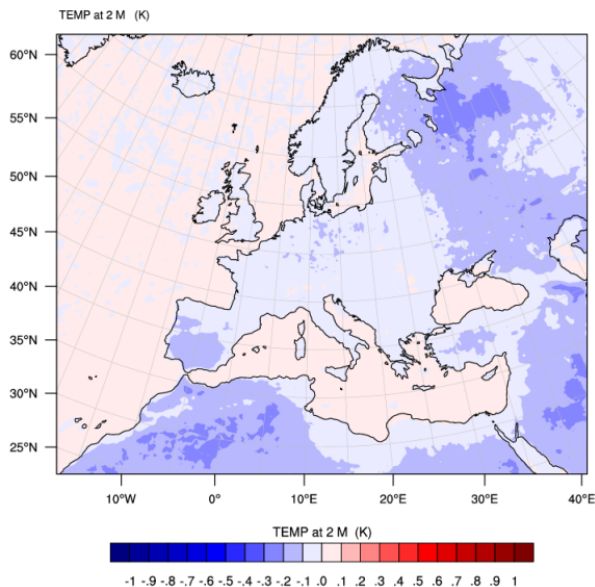 TEMP at 2 M (K)
60°N
55°N
50°N
45°N
40°N
35°N
30°N
25°N
10°W 0° 10°E 20°E 30°E 40°E
TEMP at 2 M (K)
-1 -.9 -.8 -.7 -.6 -.5 -.4 -.3 -.2 -.1 .0 .1 .2 .3 .4 .5 .6 .7 .8 .9 1